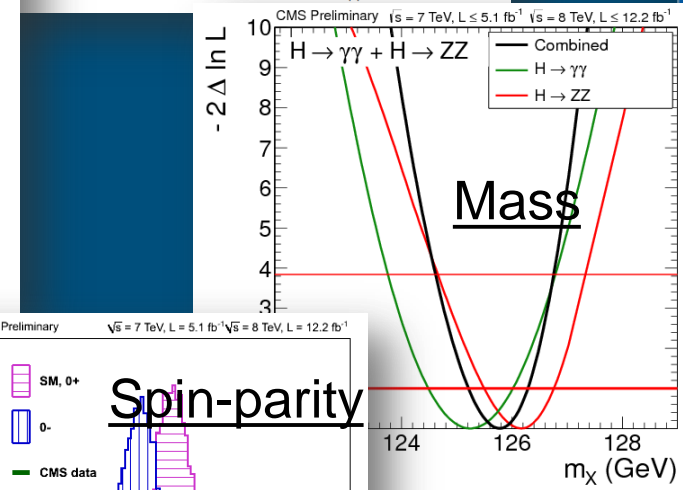 CMS Preliminary √s = 7 TeV, L ≤ 5.1 fb⁻¹ √s = 8 TeV, L ≤ 12.2 fb⁻¹
H → γγ + H → ZZ
Combined
H → γγ
H → ZZ
- 2 Δ ln L
10
9
8
7
6
5
4
3
Mass
124 126 128
m_X (GeV)
Preliminary √s = 7 TeV, L = 5.1 fb⁻¹ √s = 8 TeV, L = 12.2 fb⁻¹
SM, 0+
0-
CMS data
Spin-parity